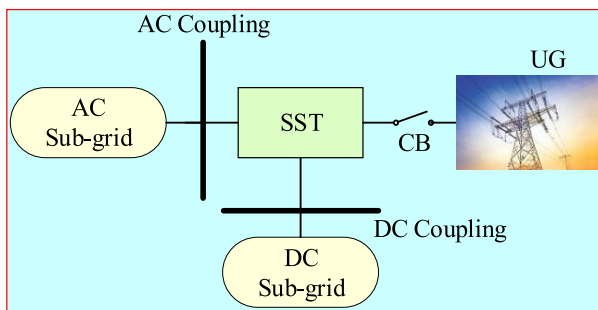 AC Coupling
UG
AC
Sub-grid
SST
CB
DC Coupling
DC
Sub-grid